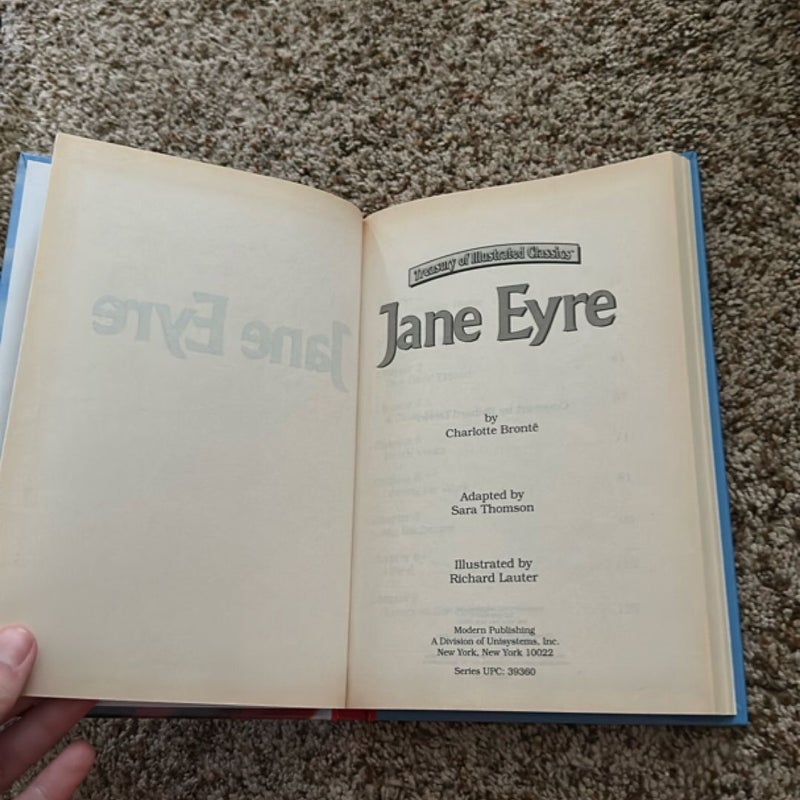 Treasury of Illustrated Classics™
Jane Eyre
by
Charlotte Brontë
Adapted by
Sara Thomson
Illustrated by
Richard Lauter
Modern Publishing
A Division of Unisystems, Inc.
New York, New York 10022
Series UPC: 39360